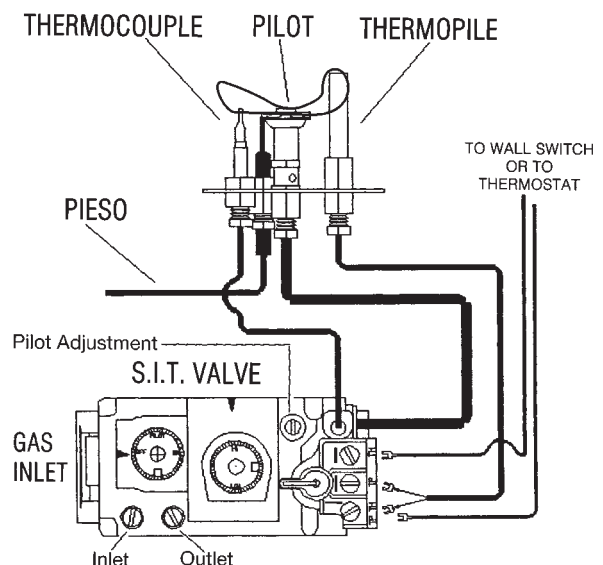 THERMOCOUPLE
PILOT
THERMOPILE
TO WALL SWITCH
OR TO
THERMOSTAT
PIESO
Pilot Adjustment
S.I.T. VALVE
GAS
INLET
Inlet
Outlet